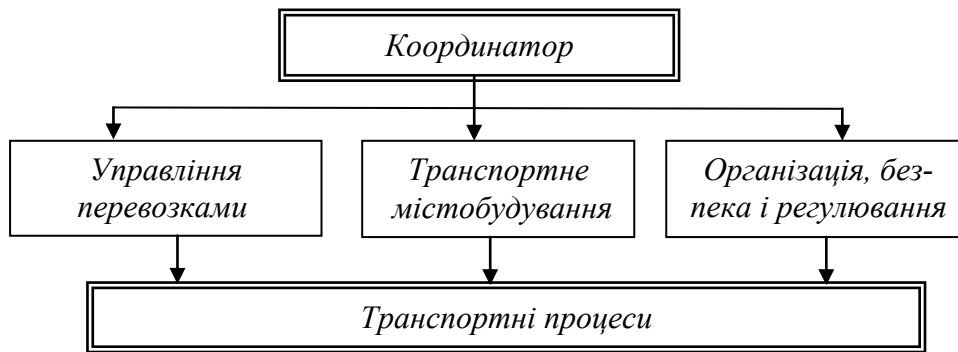 Координатор
Управління
перевозками
Транспортне
містобудування
Організація, без-
пека і регулювання
Транспортні процеси